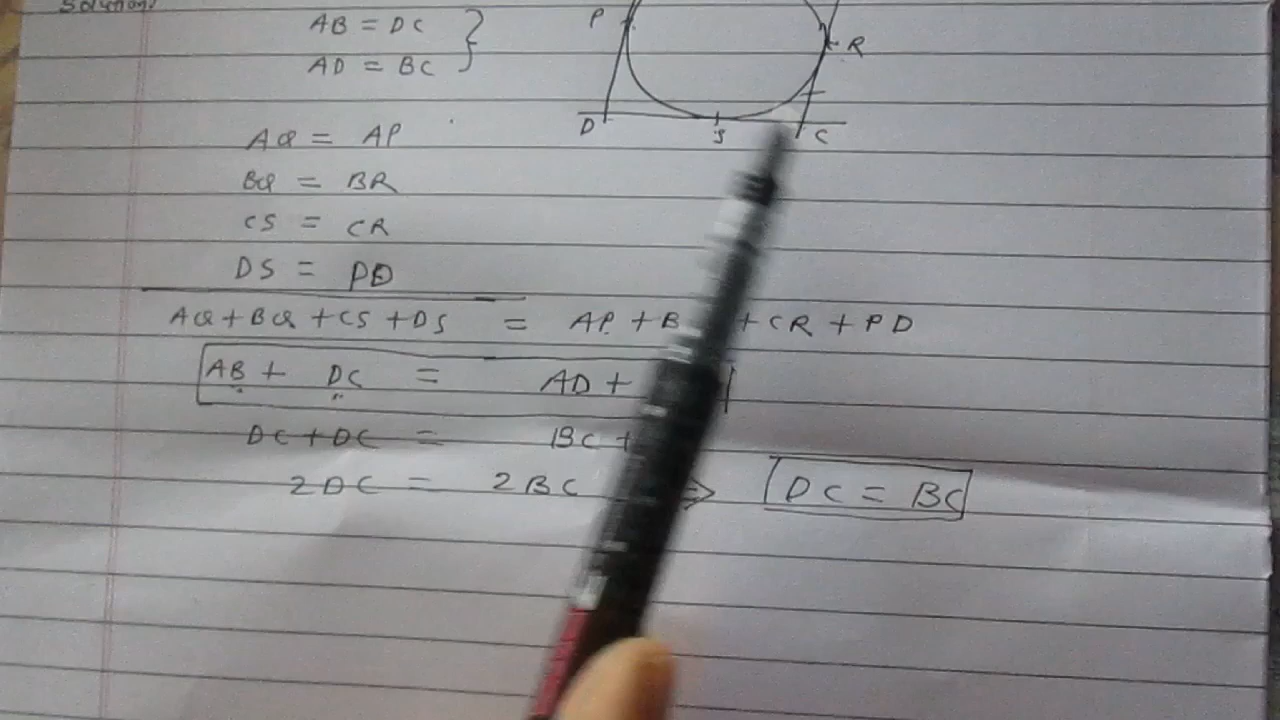 Solution:
AB = DC
AD = BC
P
R
D
S
C
AQ = AP
BQ = BR
CS = CR
DS = PD
AQ + BQ + CS + DS = AP + B + CR + PD
AB + DC = AD +
DC + DC = BC +
2DC = 2BC ⇒ DC = BC